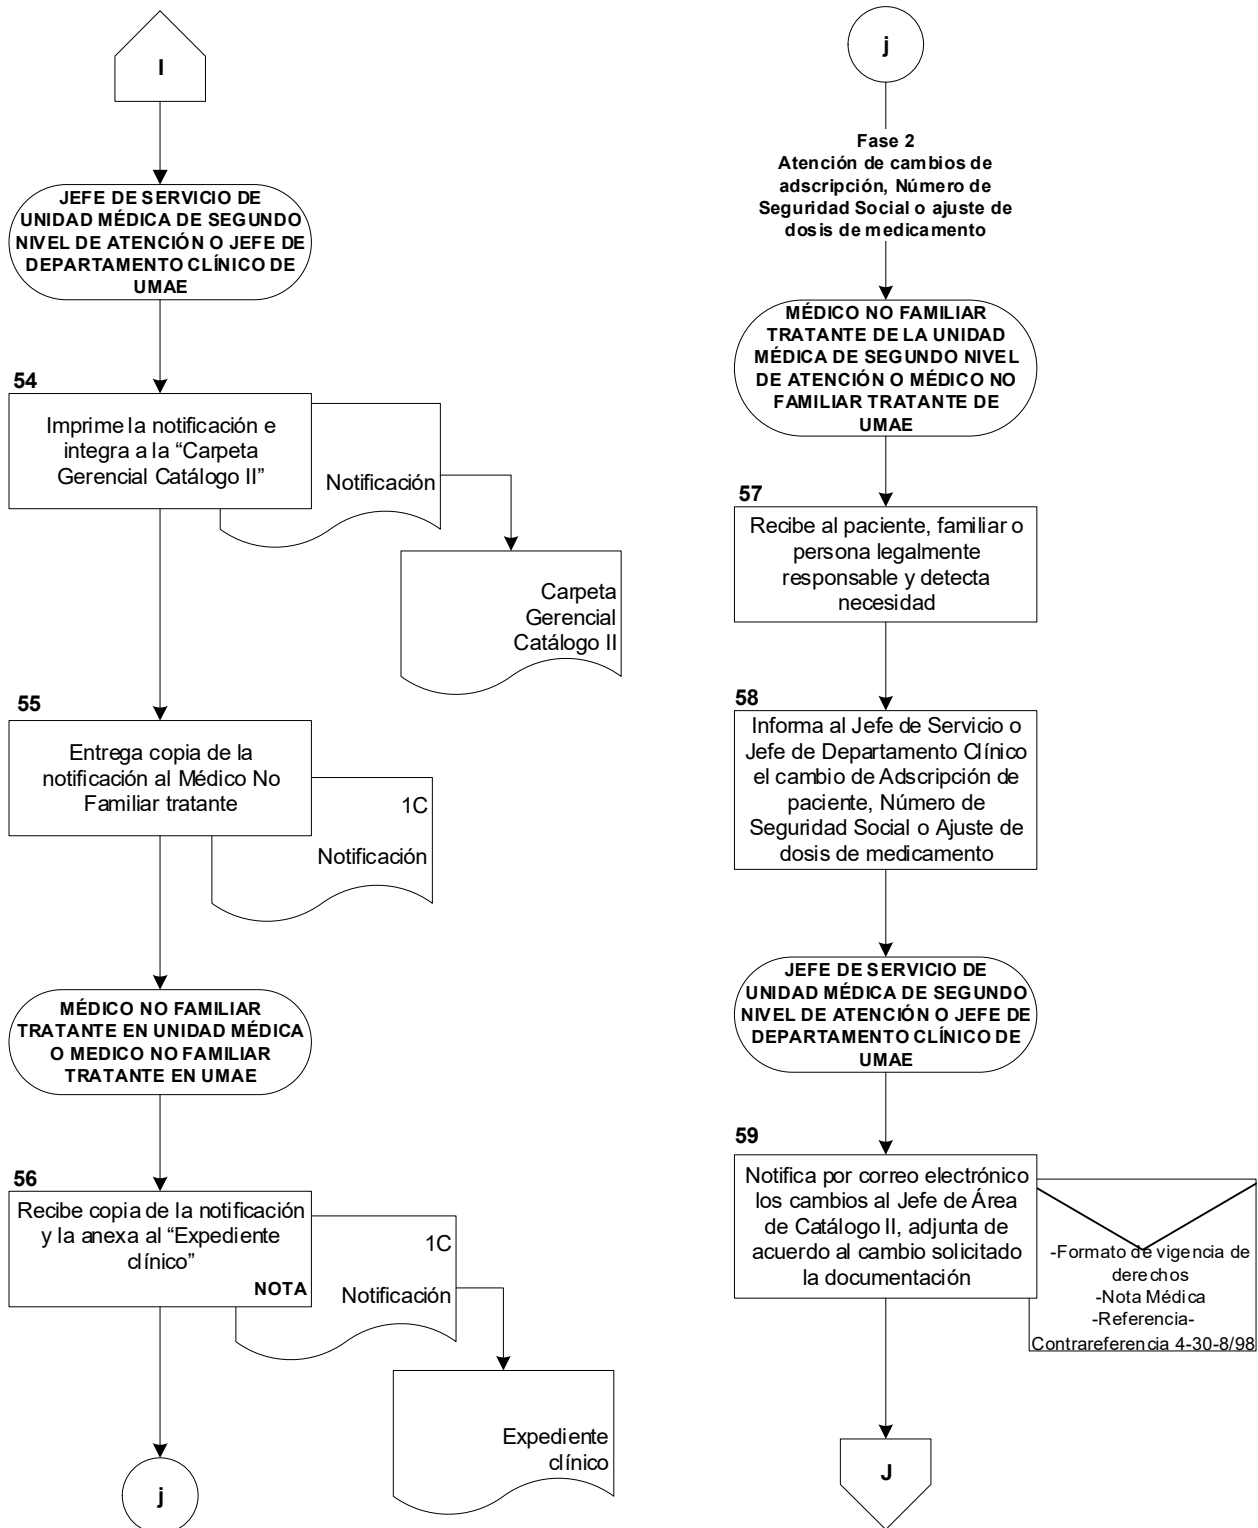 I
JEFE DE SERVICIO DE
UNIDAD MÉDICA DE SEGUNDO
NIVEL DE ATENCIÓN O JEFE DE
DEPARTAMENTO CLÍNICO DE
UMAE
54
Imprime la notificación e
integra a la “Carpeta
Gerencial Catálogo II”
Notificación
Carpeta
Gerencial
Catálogo II
55
Entrega copia de la
notificación al Médico No
Familiar tratante
1C
Notificación
MÉDICO NO FAMILIAR
TRATANTE EN UNIDAD MÉDICA
O MEDICO NO FAMILIAR
TRATANTE EN UMAE
56
Recibe copia de la notificación
y la anexa al “Expediente
clínico”
NOTA
1C
Notificación
Expediente
clínico
j
j
Fase 2
Atención de cambios de
adscripción, Número de
Seguridad Social o ajuste de
dosis de medicamento
MÉDICO NO FAMILIAR
TRATANTE DE LA UNIDAD
MÉDICA DE SEGUNDO NIVEL
DE ATENCIÓN O MÉDICO NO
FAMILIAR TRATANTE DE
UMAE
57
Recibe al paciente, familiar o
persona legalmente
responsable y detecta
necesidad
58
Informa al Jefe de Servicio o
Jefe de Departamento Clínico
el cambio de Adscripción de
paciente, Número de
Seguridad Social o Ajuste de
dosis de medicamento
JEFE DE SERVICIO DE
UNIDAD MÉDICA DE SEGUNDO
NIVEL DE ATENCIÓN O JEFE DE
DEPARTAMENTO CLÍNICO DE
UMAE
59
Notifica por correo electrónico
los cambios al Jefe de Área
de Catálogo II, adjunta de
acuerdo al cambio solicitado
la documentación
-Formato de vigencia de
derechos
-Nota Médica
-Referencia-
Contrareferencia 4-30-8/98
J